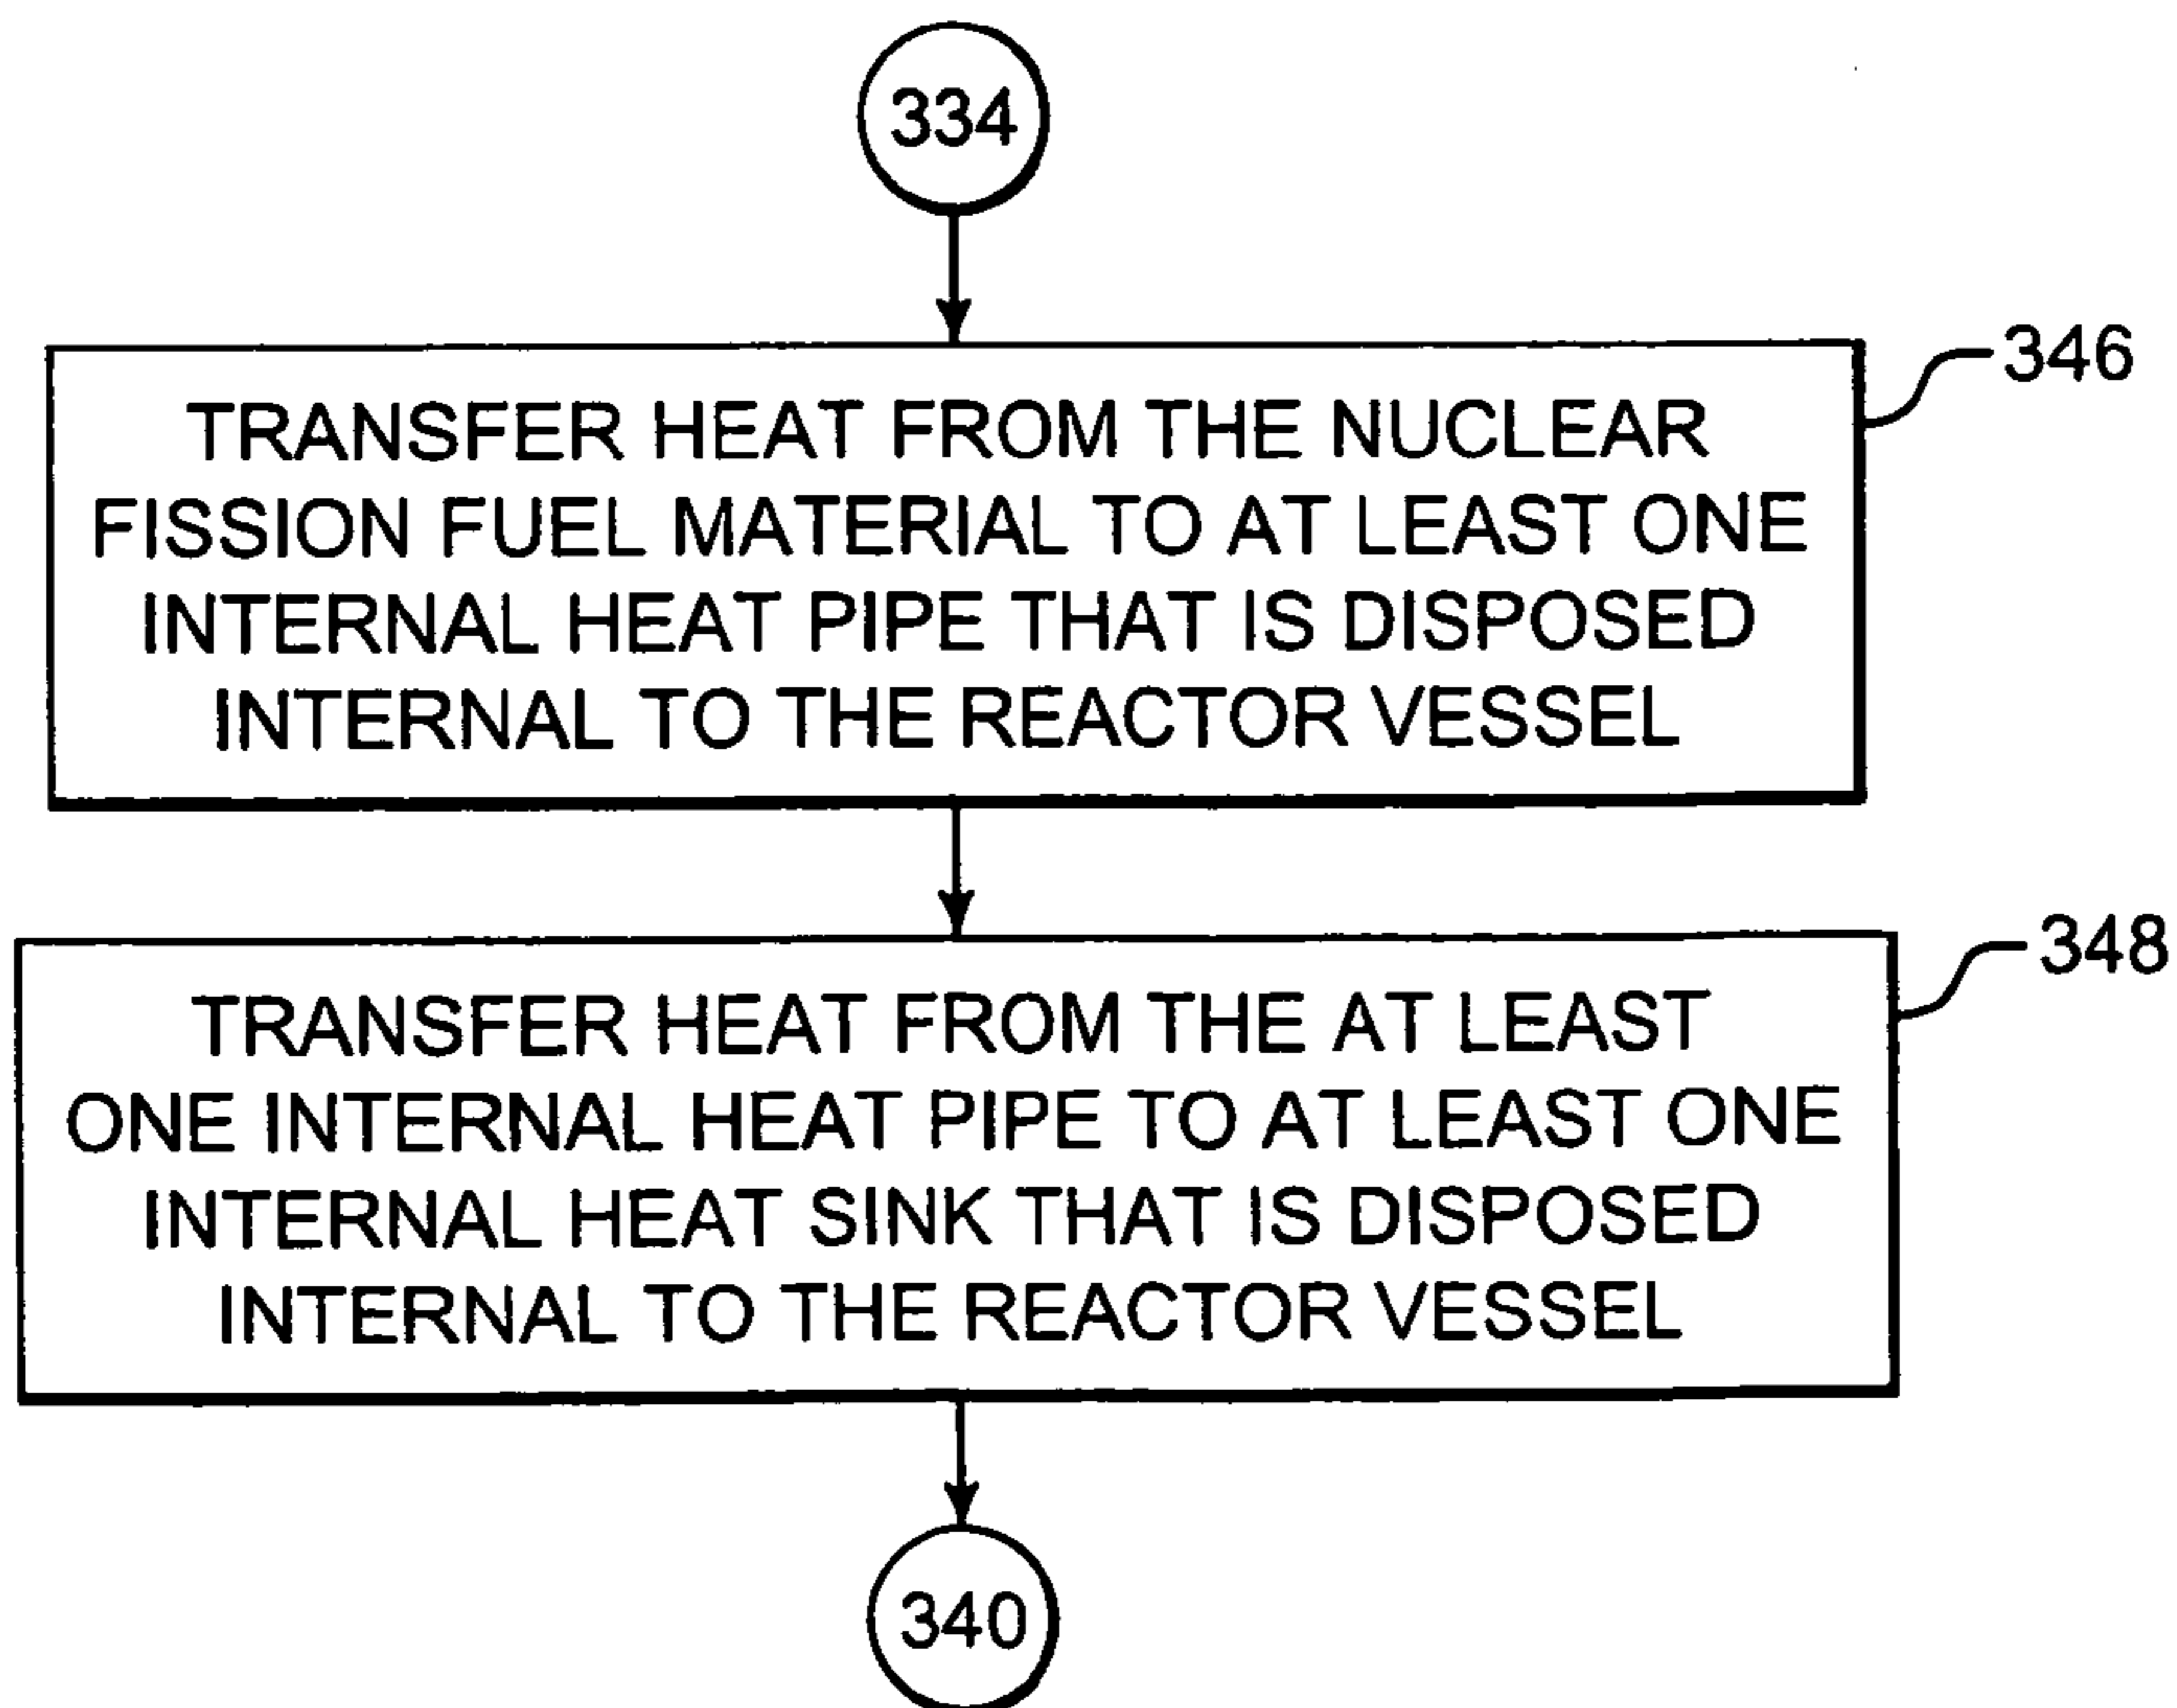 334
346
TRANSFER HEAT FROM THE NUCLEAR
FISSION FUEL MATERIAL TO AT LEAST ONE
INTERNAL HEAT PIPE THAT IS DISPOSED
INTERNAL TO THE REACTOR VESSEL
348
TRANSFER HEAT FROM THE AT LEAST
ONE INTERNAL HEAT PIPE TO AT LEAST ONE
INTERNAL HEAT SINK THAT IS DISPOSED
INTERNAL TO THE REACTOR VESSEL
340